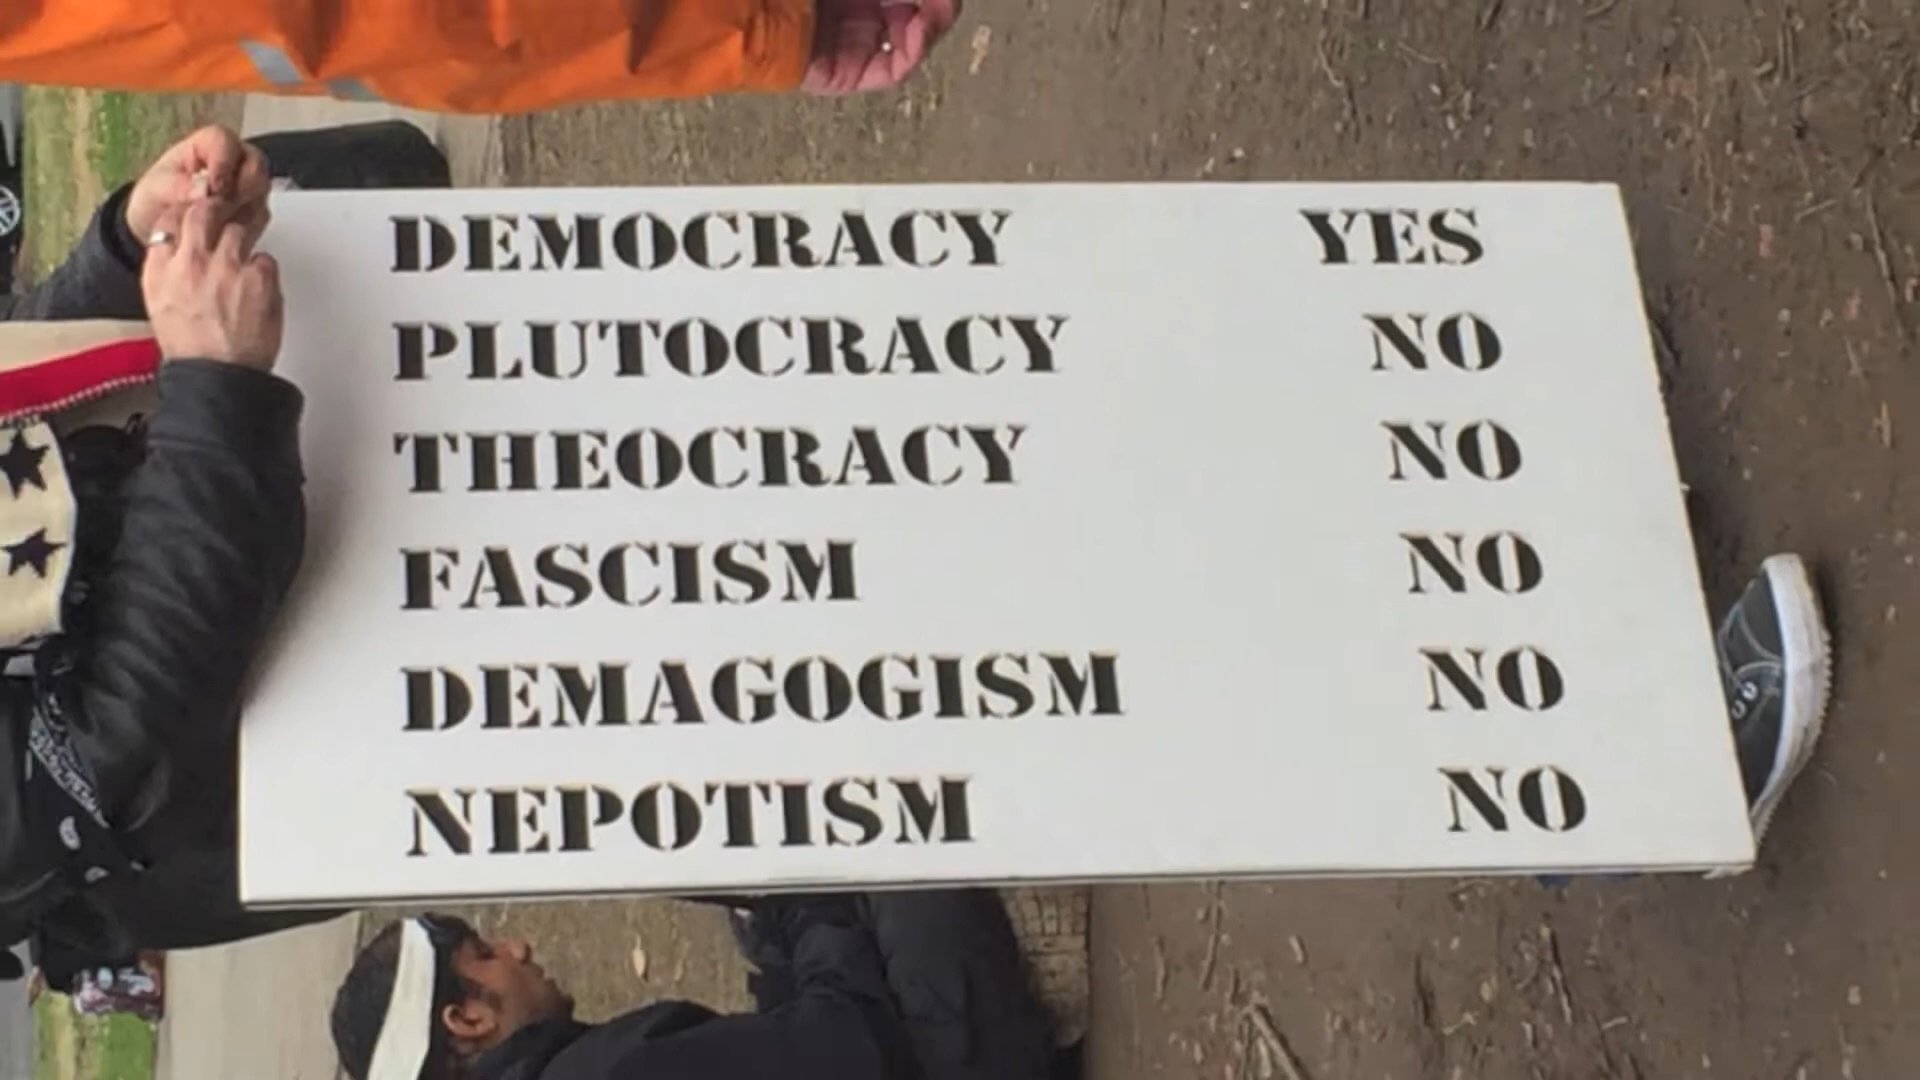 DEMOCRACY YES
PLUTOCRACY NO
THEOCRACY NO
FASCISM NO
DEMAGOGISM NO
NEPOTISM NO